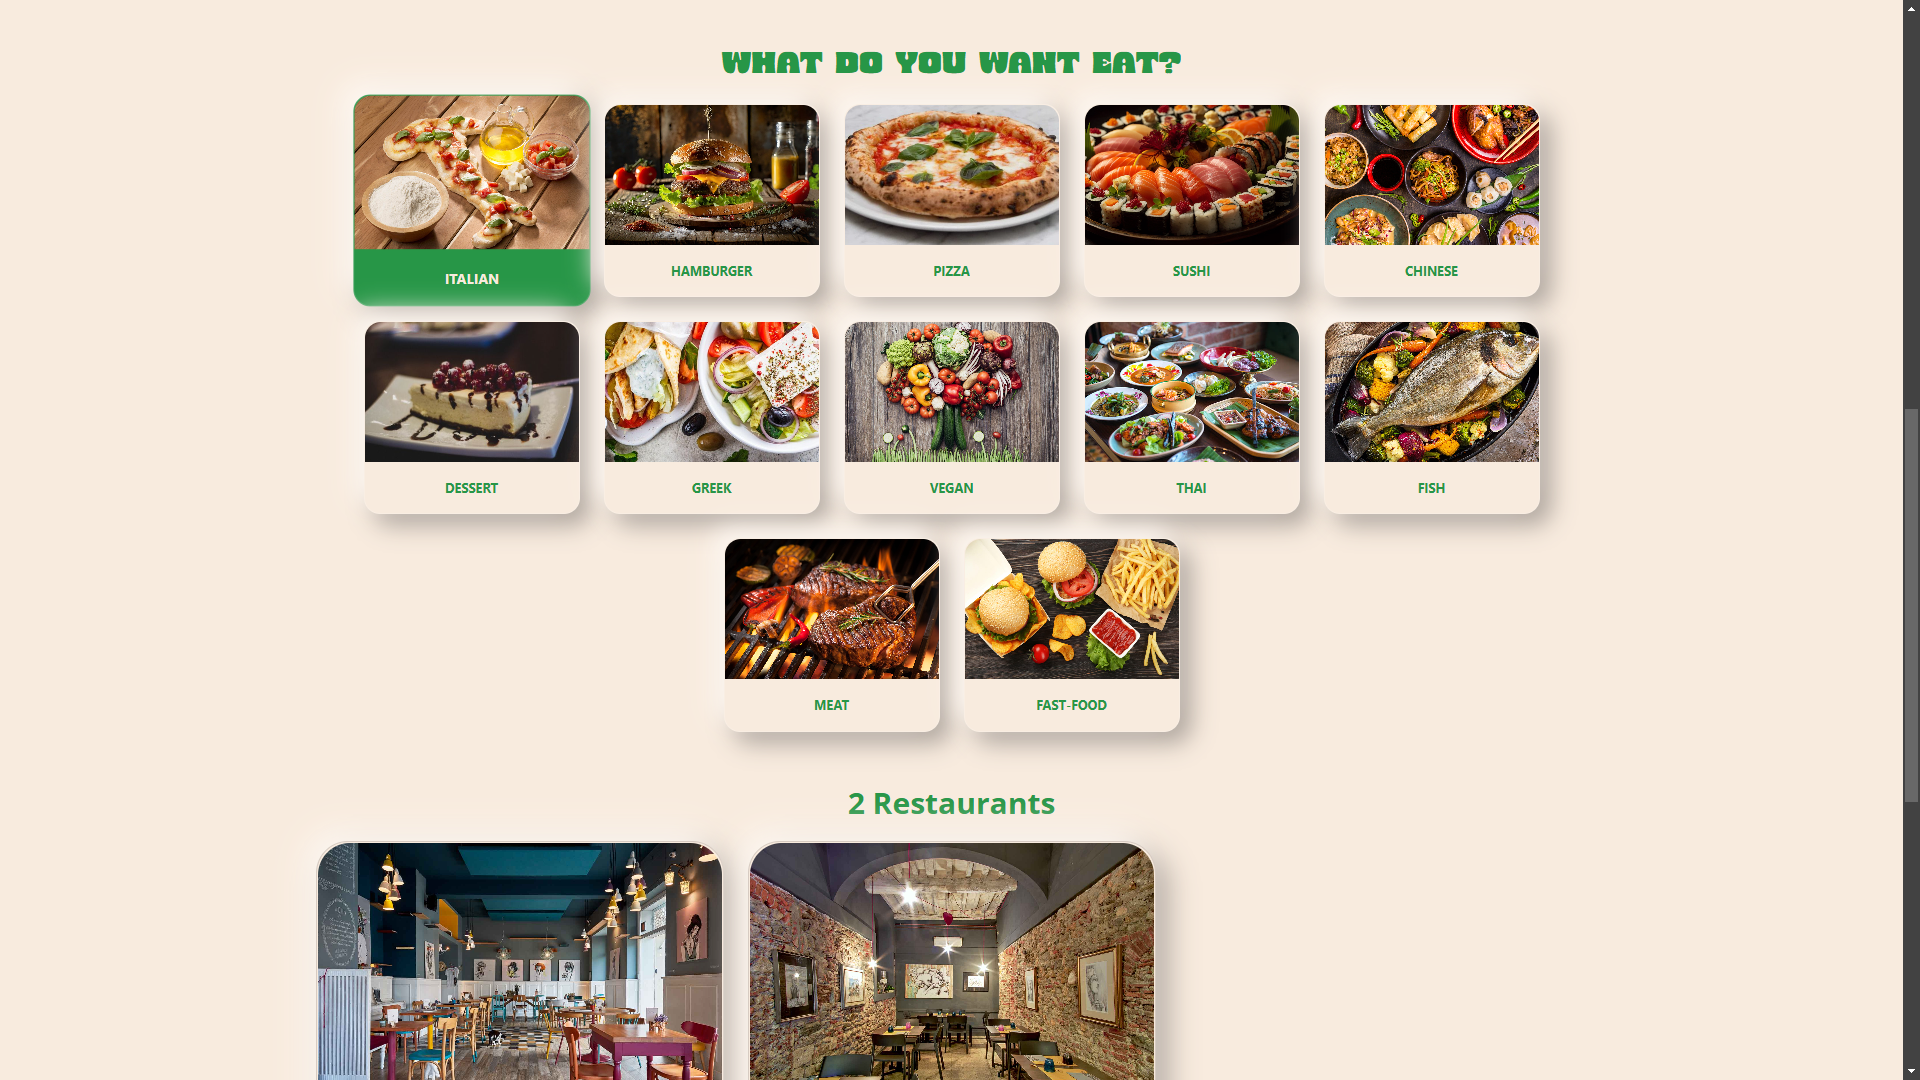 WHAT DO YOU WANT EAT?
ITALIAN
HAMBURGER
PIZZA
SUSHI
CHINESE
DESSERT
GREEK
VEGAN
THAI
FISH
MEAT
FAST-FOOD
2 Restaurants